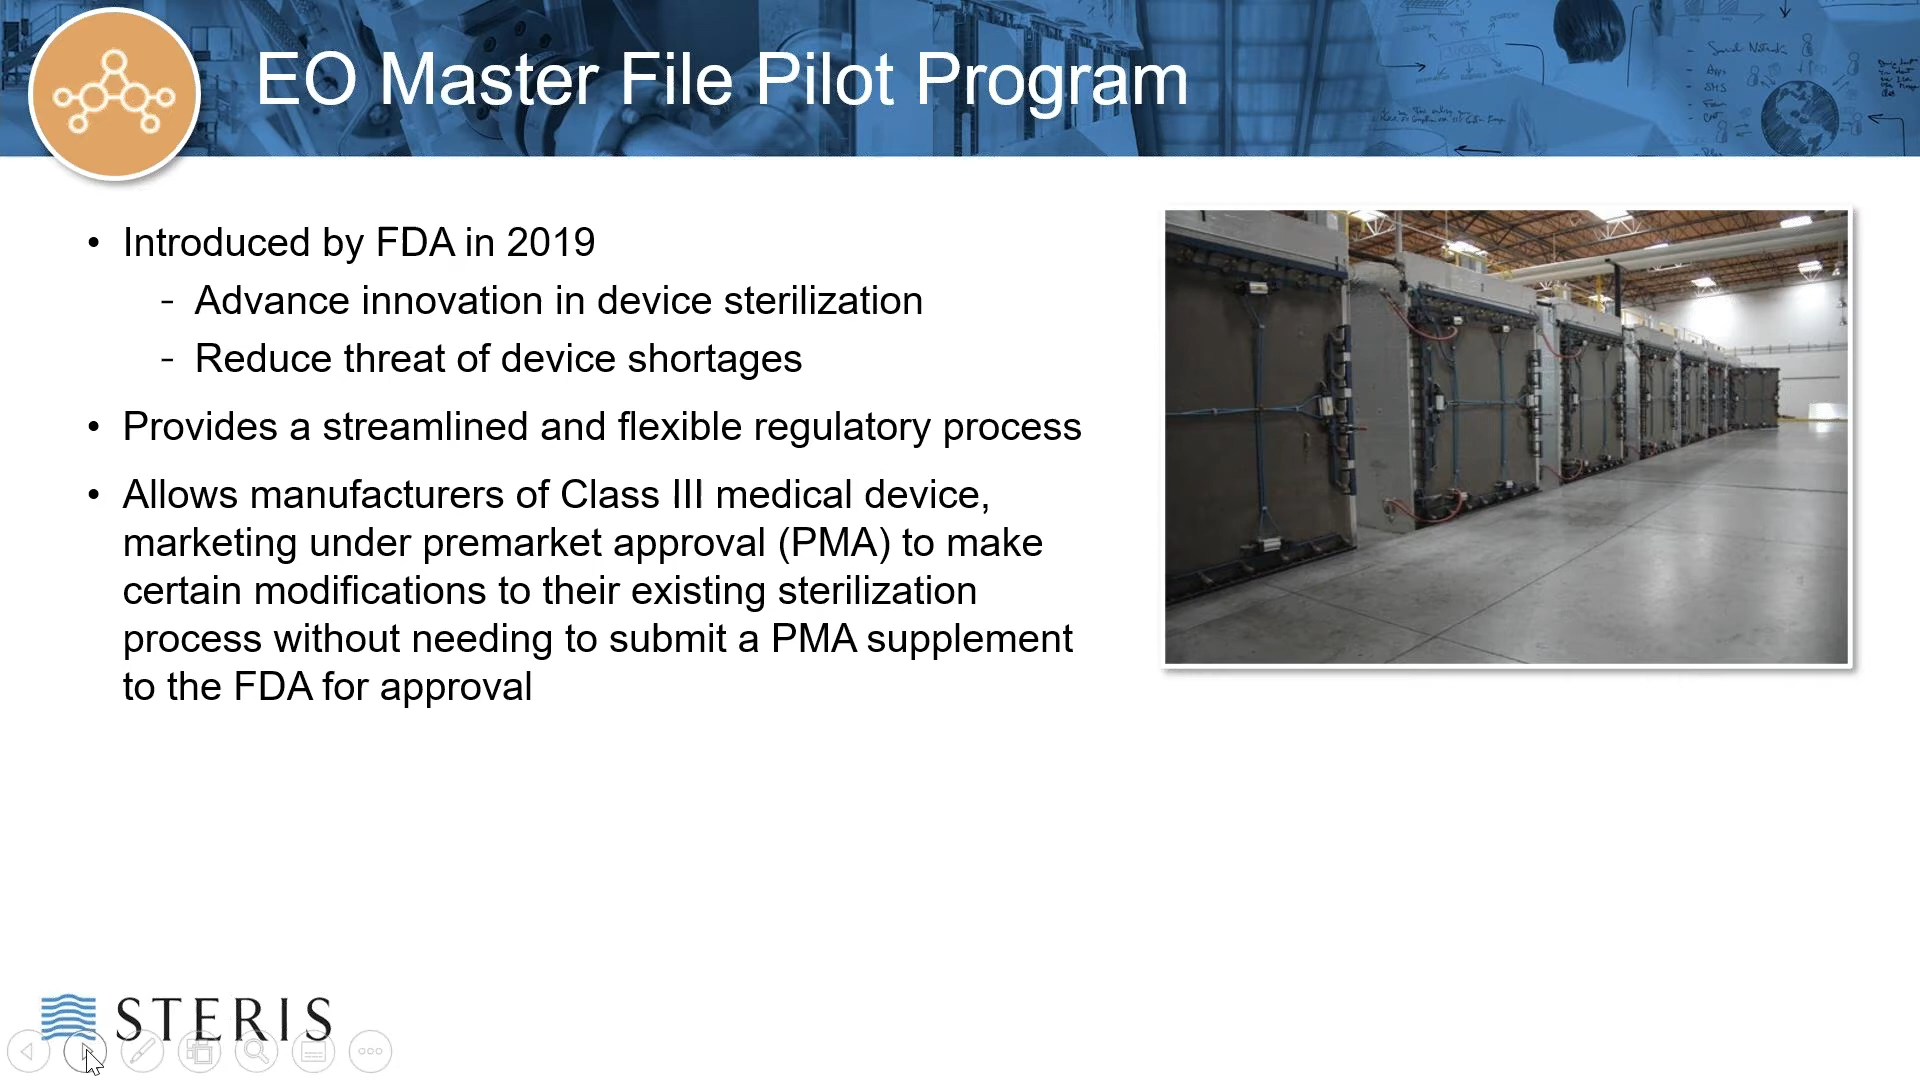 EO Master File Pilot Program
• Introduced by FDA in 2019
- Advance innovation in device sterilization
- Reduce threat of device shortages
• Provides a streamlined and flexible regulatory process
• Allows manufacturers of Class III medical device,
marketing under premarket approval (PMA) to make
certain modifications to their existing sterilization
process without needing to submit a PMA supplement
to the FDA for approval
STERIS